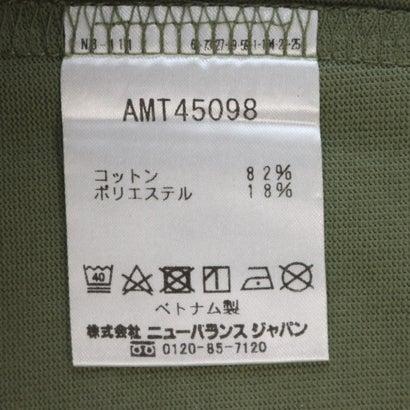 AMT45098
コットン 82%
ポリエステル 18%
40
ベトナム製
株式会社 ニューバランス ジャパン
0120-85-7120